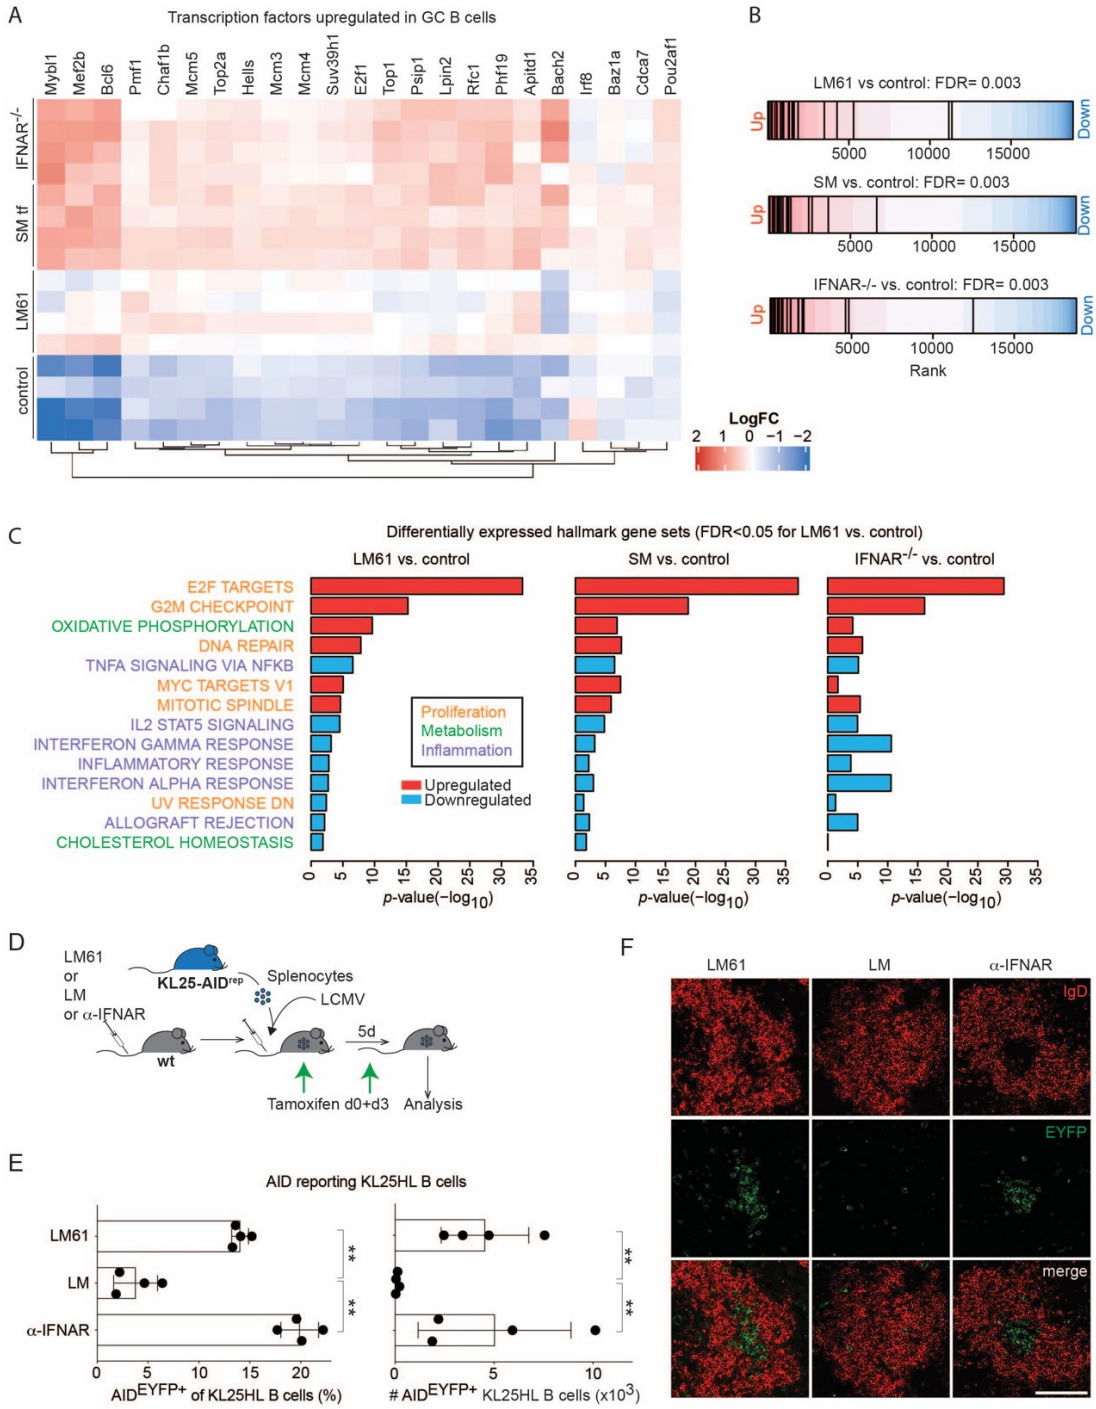 A
Transcription factors upregulated in GC B cells
Mybl1
Mef2b
Bcl6
Pmf1
Chaf1b
Mcm5
Top2a
Hells
Mcm3
Mcm4
Suv39h1
E2f1
Top1
Psip1
Lpin2
Rfc1
Phf19
Apitd1
Bach2
Irf8
Baz1a
Cdca7
Pou2af1
IFNAR-/-
SM tf
LM61
control
LogFC
2 1 0 −1 −2
B
LM61 vs control: FDR= 0.003
Up
Down
5000 10000 15000
SM vs. control: FDR= 0.003
Up
Down
5000 10000 15000
IFNAR-/- vs. control: FDR= 0.003
Up
Down
5000 10000 15000
Rank
C
Differentially expressed hallmark gene sets (FDR<0.05 for LM61 vs. control)
LM61 vs. control
SM vs. control
IFNAR-/- vs. control
E2F TARGETS
G2M CHECKPOINT
OXIDATIVE PHOSPHORYLATION
DNA REPAIR
TNFA SIGNALING VIA NFKB
MYC TARGETS V1
MITOTIC SPINDLE
IL2 STAT5 SIGNALING
INTERFERON GAMMA RESPONSE
INFLAMMATORY RESPONSE
INTERFERON ALPHA RESPONSE
UV RESPONSE DN
ALLOGRAFT REJECTION
CHOLESTEROL HOMEOSTASIS
Proliferation
Metabolism
Inflammation
Upregulated
Downregulated
0 5 10 15 20 25 30 35
p-value(−log10)
0 5 10 15 20 25 30 35
p-value(−log10)
0 5 10 15 20 25 30 35
p-value(−log10)
D
LM61
or
LM
or α-IFNAR
KL25-AIDrep
Splenocytes
LCMV
wt
5d
Tamoxifen d0+d3
Analysis
E
AID reporting KL25HL B cells
LM61
LM
α-IFNAR
**
**
0 5 10 15 20
AIDEYFP+ of KL25HL B cells (%)
**
**
0 5 10
# AIDEYFP+ KL25HL B cells (x103)
F
LM61
LM
α-IFNAR
IgD
EYFP
merge